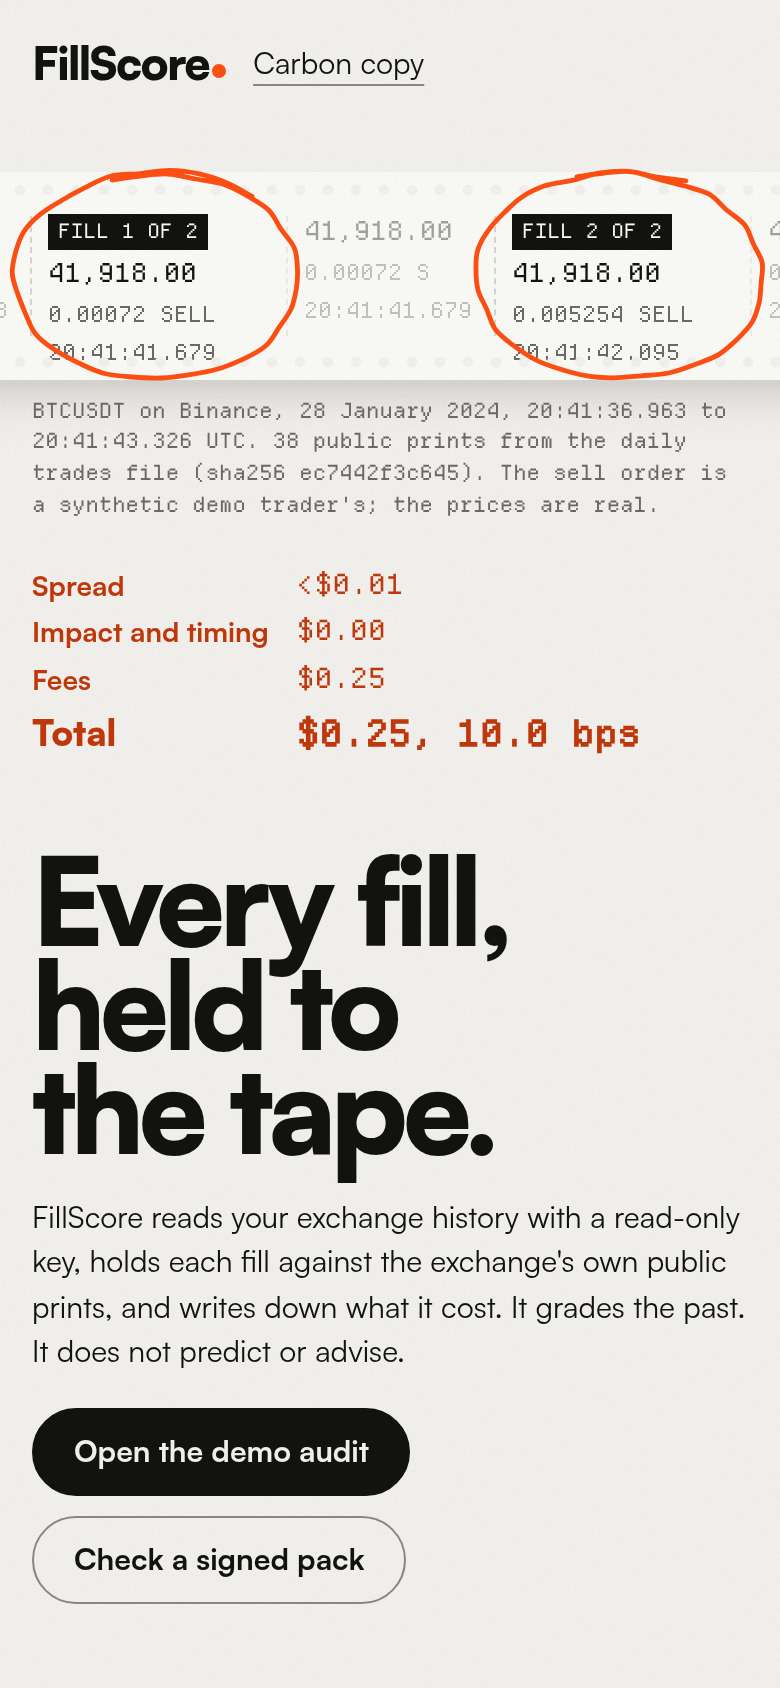 FillScore. Carbon copy
FILL 1 OF 2
41,918.00
0.00072 SELL
20:41:41.679
41,918.00
0.00072 S
20:41:41.679
FILL 2 OF 2
41,918.00
0.005254 SELL
20:41:42.095
BTCUSDT on Binance, 28 January 2024, 20:41:36.963 to
20:41:43.326 UTC. 38 public prints from the daily
trades file (sha256 ec7442f3c645). The sell order is
a synthetic demo trader's; the prices are real.
Spread <$0.01
Impact and timing $0.00
Fees $0.25
Total $0.25, 10.0 bps
Every fill,
held to
the tape.
FillScore reads your exchange history with a read-only
key, holds each fill against the exchange's own public
prints, and writes down what it cost. It grades the past.
It does not predict or advise.
Open the demo audit
Check a signed pack